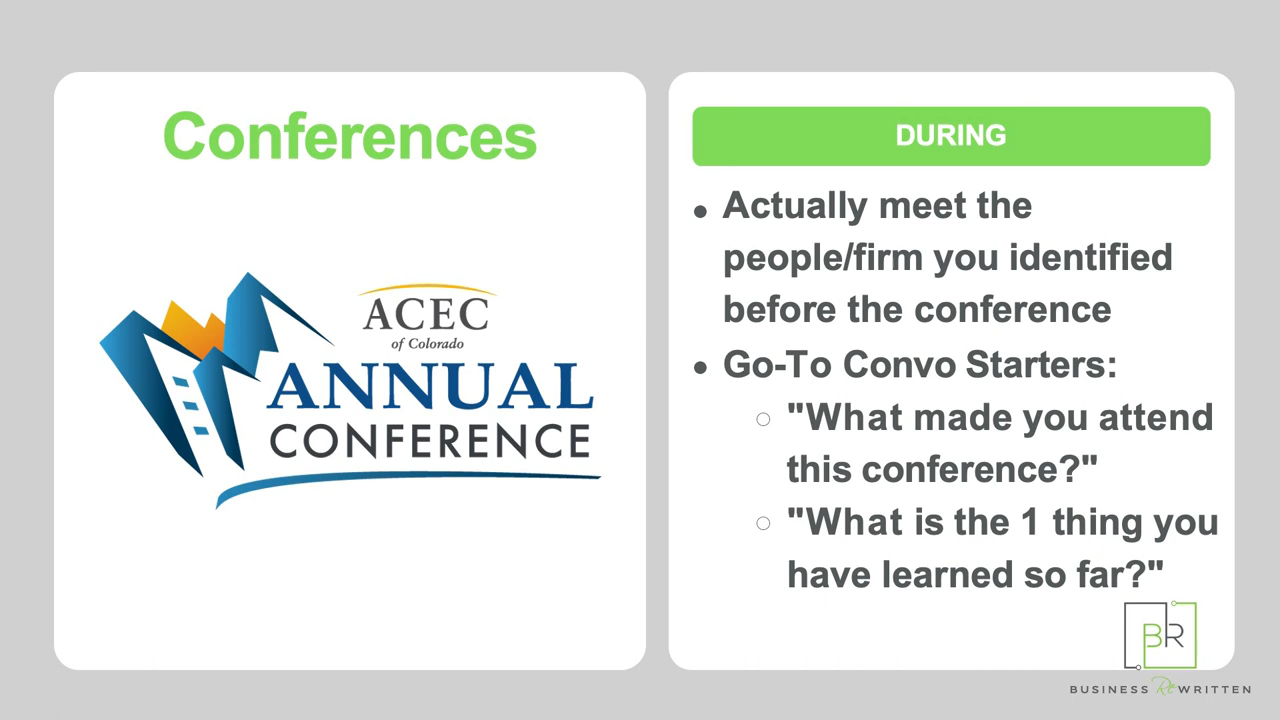 Conferences
ACEC
of Colorado
ANNUAL
CONFERENCE
DURING
• Actually meet the
people/firm you identified
before the conference
• Go-To Convo Starters:
○ "What made you attend
this conference?"
○ "What is the 1 thing you
have learned so far?"
BR
BUSINESS Re WRITTEN